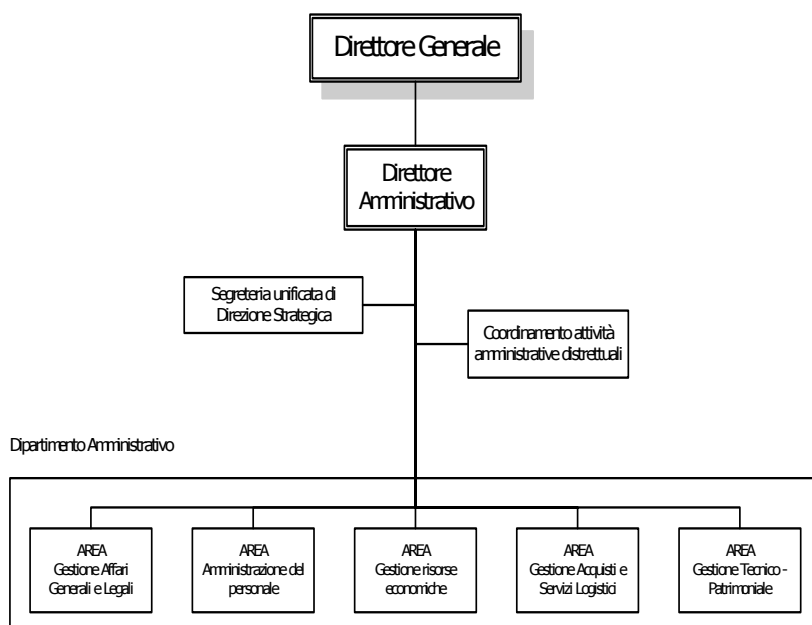 Direttore Generale
Direttore
Amministrativo
Segreteria unificata di
Direzione Strategica
Coordinamento attività
amministrative distrettuali
Dipartimento Amministrativo
AREA
Gestione Affari
Generali e Legali
AREA
Amministrazione del
personale
AREA
Gestione risorse
economiche
AREA
Gestione Acquisti e
Servizi Logistici
AREA
Gestione Tecnico -
Patrimoniale